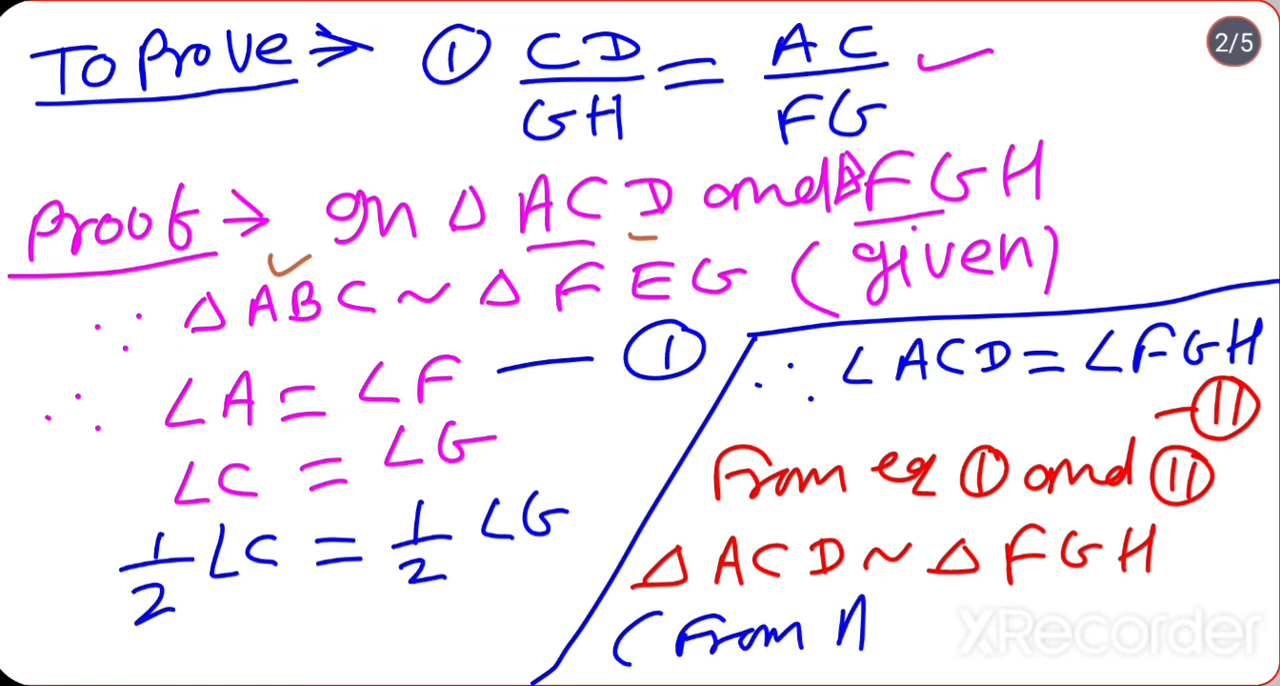 To Prove ⇒ ① CD/GH = AC/FG ✓
2/5
Proof → In Δ ACD and Δ FGH
∵ Δ ABC ~ Δ FEG (given)
∴ ∠A = ∠F — ①
∠C = ∠G
1/2 ∠C = 1/2 ∠G
∴ ∠ACD = ∠FGH
— ⑪
From eq ① and ⑪
Δ ACD ~ Δ FGH
(From A
XRecorder